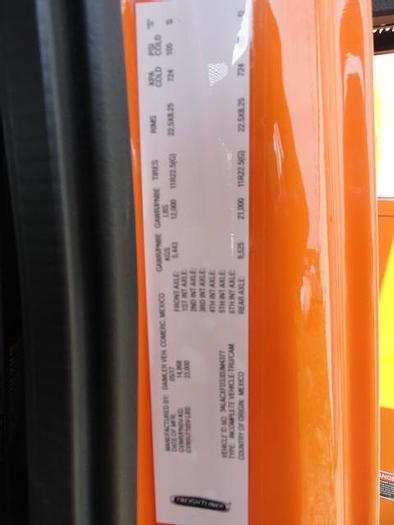 MANUFACTURED BY: DAIMLER VEH. COMERC. MEXICO
DATE OF MFR: 05/17
GVWR/PNBV-KG: 14,968
GVWR/PNBV-LBS: 33,000
GAWR/PNBE KGS GAWR/PNBE LBS TIRES RIMS KPA COLD PSI COLD
FRONT AXLE: 5,443 12,000 11R22.5(G) 22.5X8.25 724 105 S
1ST INT AXLE:
2ND INT AXLE:
3RD INT AXLE:
4TH INT AXLE:
5TH INT AXLE:
6TH INT AXLE:
REAR AXLE: 9,525 21,000 11R22.5(G) 22.5X8.25 724 D
VEHICLE ID NO:
TYPE: INCOMPLETE VEHICLE-TRU/CAM
COUNTRY OF ORIGIN: MEXICO
FREIGHTLINER